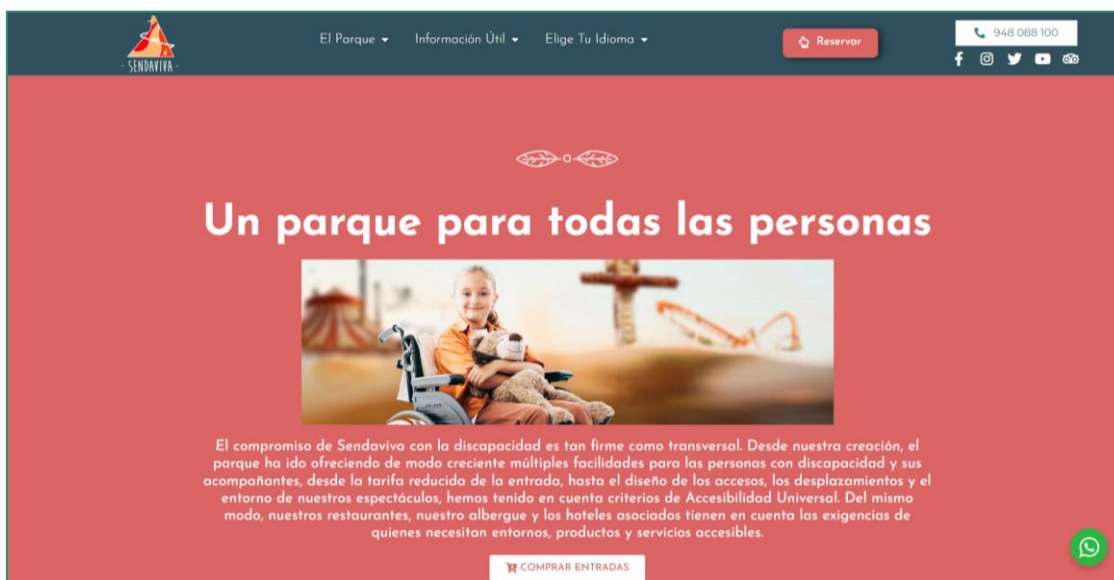 · SENDAVIVA ·
El Parque
Información Útil
Elige Tu Idioma
Reservar
948 088 100
Un parque para todas las personas
El compromiso de Sendaviva con la discapacidad es tan firme como transversal. Desde nuestra creación, el
parque ha ido ofreciendo de modo creciente múltiples facilidades para las personas con discapacidad y sus
acompañantes, desde la tarifa reducida de la entrada, hasta el diseño de los accesos, los desplazamientos y el
entorno de nuestros espectáculos, hemos tenido en cuenta criterios de Accesibilidad Universal. Del mismo
modo, nuestros restaurantes, nuestro albergue y los hoteles asociados tienen en cuenta las exigencias de
quienes necesitan entornos, productos y servicios accesibles.
COMPRAR ENTRADAS